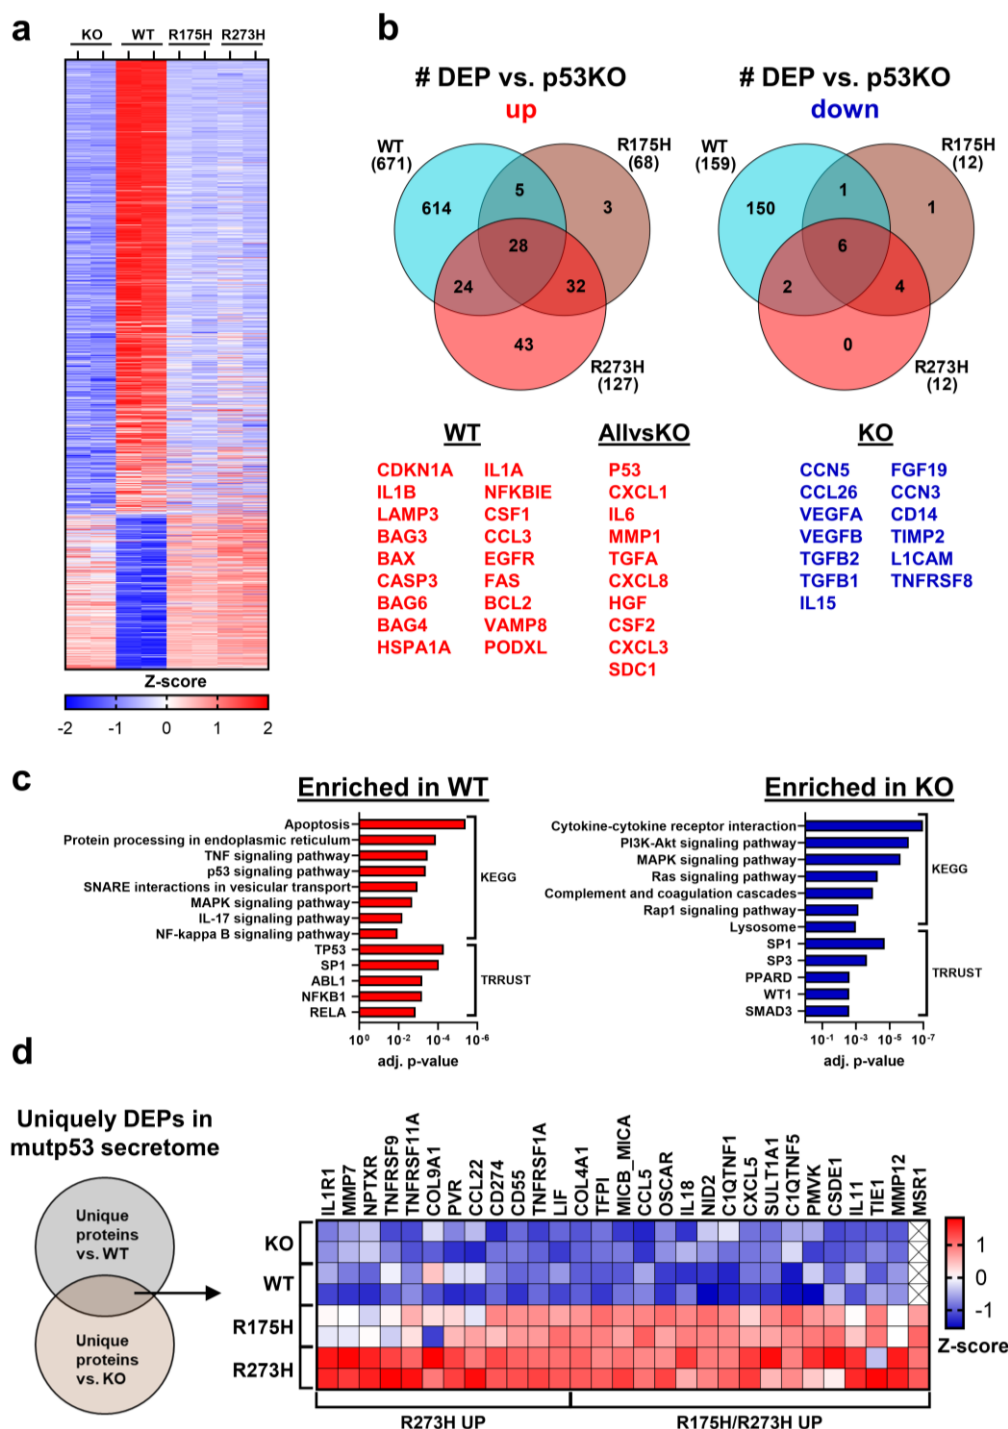 a
KO WT R175H R273H
Z-score
-2 -1 0 1 2
b
# DEP vs. p53KO
up
WT
(671)
R175H
(68)
614
5
3
28
24
32
43
R273H
(127)
# DEP vs. p53KO
down
WT
(159)
R175H
(12)
150
1
1
6
2
4
0
R273H
(12)
WT
CDKN1A IL1A
IL1B NFKBIE
LAMP3 CSF1
BAG3 CCL3
BAX EGFR
CASP3 FAS
BAG6 BCL2
BAG4 VAMP8
HSPA1A PODXL
AllvsKO
P53
CXCL1
IL6
MMP1
TGFA
CXCL8
HGF
CSF2
CXCL3
SDC1
KO
CCN5 FGF19
CCL26 CCN3
VEGFA CD14
VEGFB TIMP2
TGFB2 L1CAM
TGFB1 TNFRSF8
IL15
c
Enriched in WT
Apoptosis
Protein processing in endoplasmic reticulum
TNF signaling pathway
p53 signaling pathway
SNARE interactions in vesicular transport
MAPK signaling pathway
IL-17 signaling pathway
NF-kappa B signaling pathway
TP53
SP1
ABL1
NFKB1
RELA
KEGG
TRRUST
10^0 10^-2 10^-4 10^-6
adj. p-value
Enriched in KO
Cytokine-cytokine receptor interaction
PI3K-Akt signaling pathway
MAPK signaling pathway
Ras signaling pathway
Complement and coagulation cascades
Rap1 signaling pathway
Lysosome
SP1
SP3
PPARD
WT1
SMAD3
KEGG
TRRUST
10^-1 10^-3 10^-5 10^-7
adj. p-value
d
Uniquely DEPs in
mutp53 secretome
Unique
proteins
vs. WT
Unique
proteins
vs. KO
IL1R1
MMP7
NPTXR
TNFRSF9
TNFRSF11A
COL9A1
PVR
CCL22
CD274
CD55
TNFRSF1A
LIF
COL4A1
TFPI
MICB_MICA
CCL5
OSCAR
IL18
NID2
C1QTNF1
CXCL5
SULT1A1
C1QTNF5
PMVK
CSDE1
IL11
TIE1
MMP12
MSR1
KO
WT
R175H
R273H
R273H UP
R175H/R273H UP
1
0
-1
Z-score